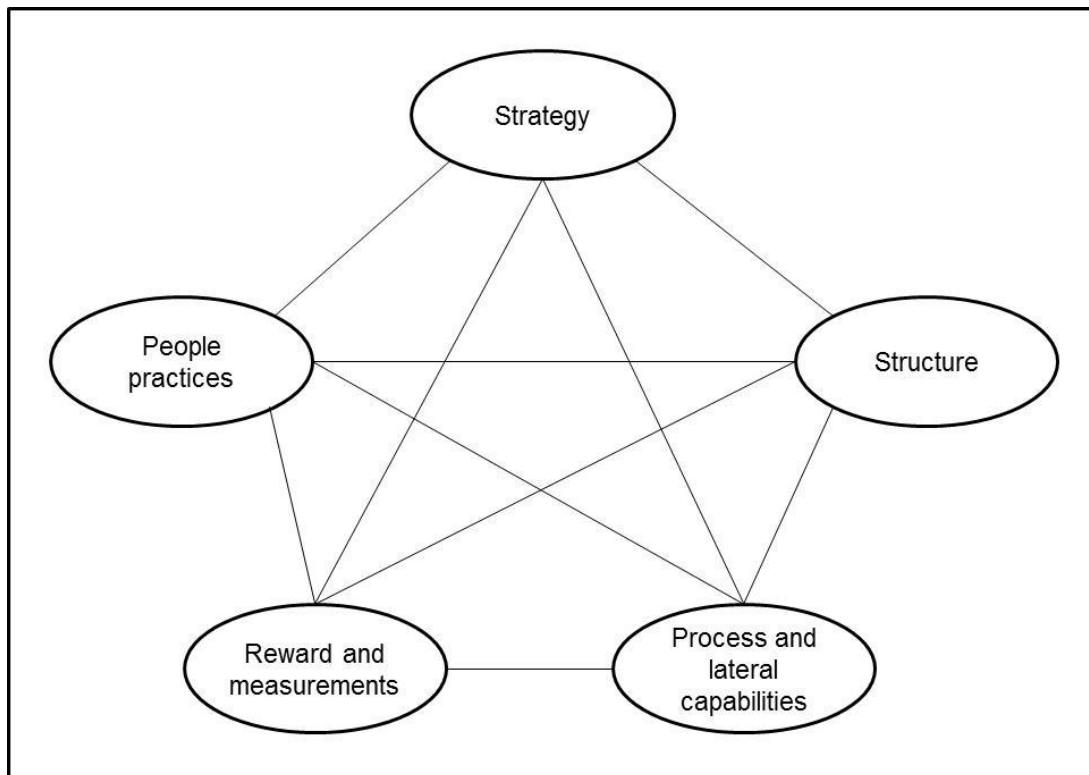 Strategy
People
practices
Structure
Reward and
measurements
Process and
lateral
capabilities